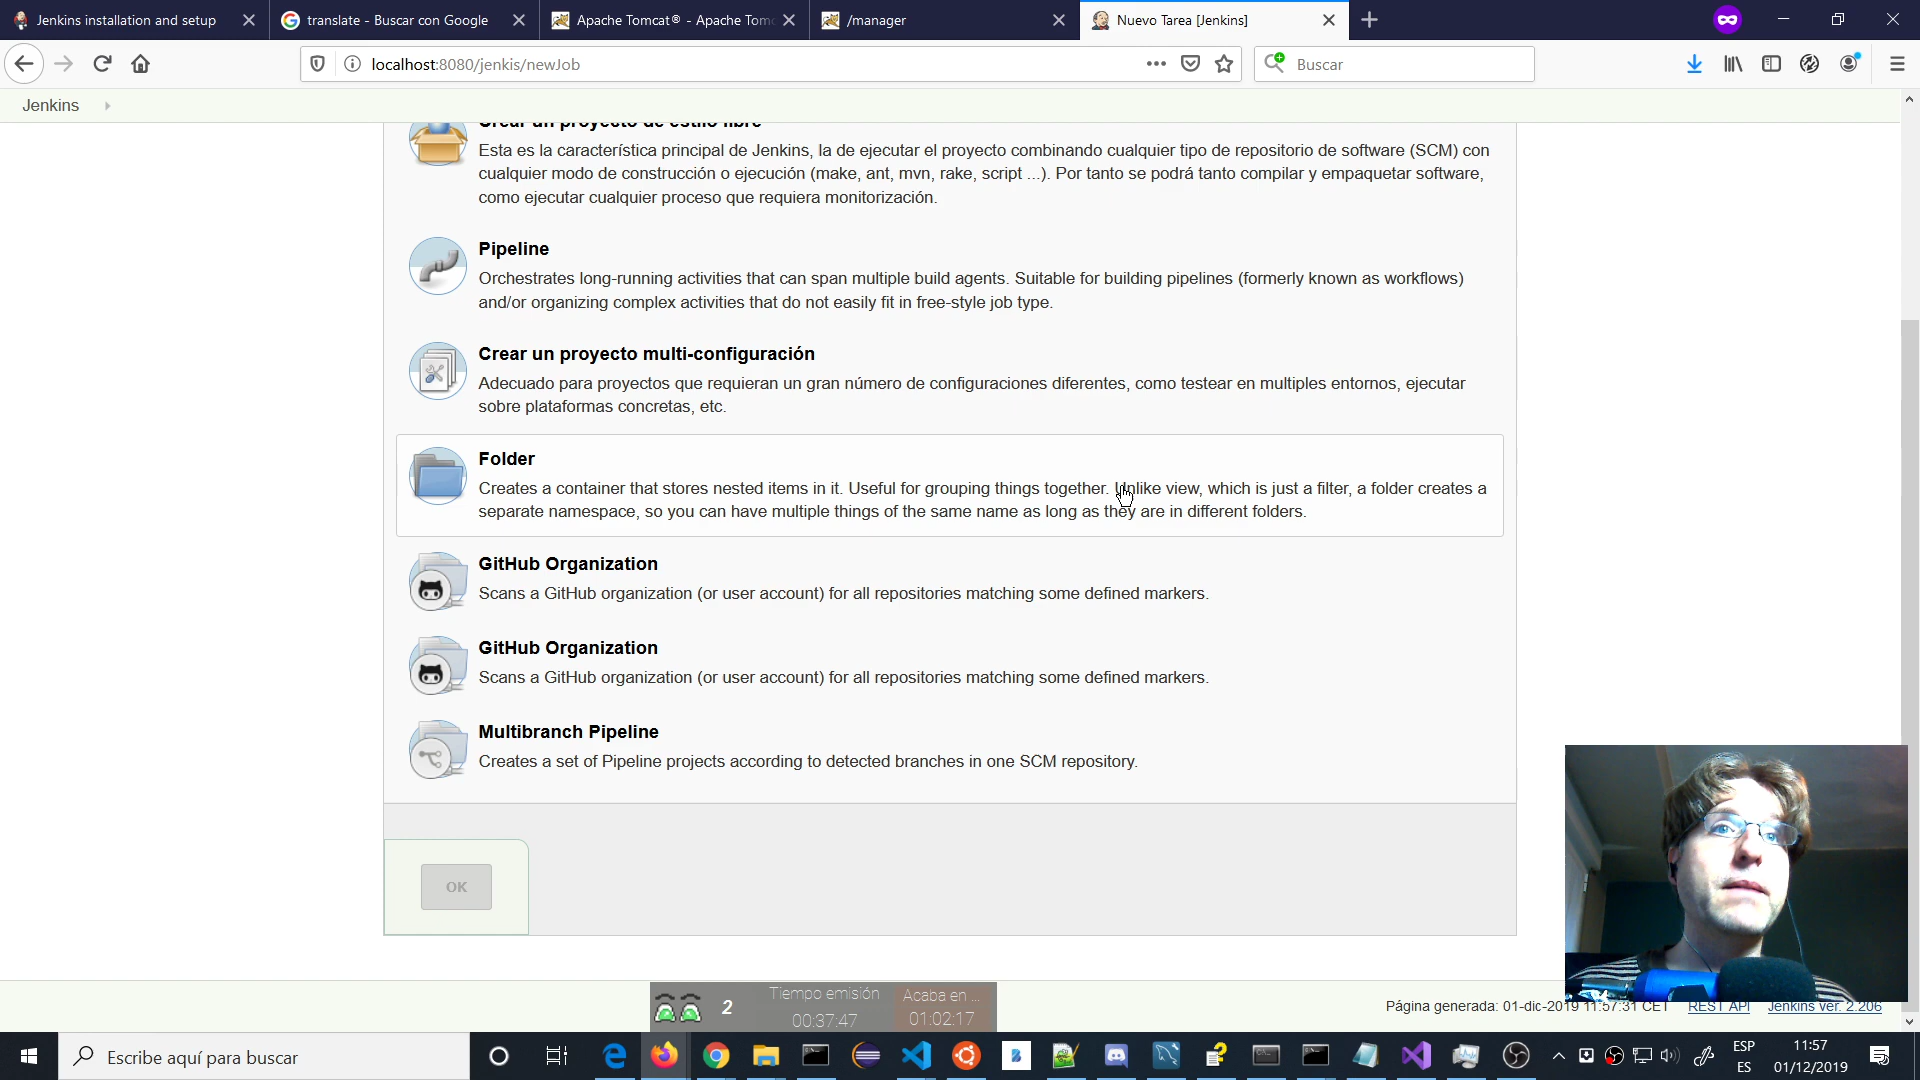 Jenkins installation and setup
translate - Buscar con Google
Apache Tomcat® - Apache Tom
/manager
Nuevo Tarea [Jenkins]
localhost:8080/jenkis/newJob
Buscar
Jenkins
Crear un proyecto de estilo libre
Esta es la característica principal de Jenkins, la de ejecutar el proyecto combinando cualquier tipo de repositorio de software (SCM) con
cualquier modo de construcción o ejecución (make, ant, mvn, rake, script ...). Por tanto se podrá tanto compilar y empaquetar software,
como ejecutar cualquier proceso que requiera monitorización.
Pipeline
Orchestrates long-running activities that can span multiple build agents. Suitable for building pipelines (formerly known as workflows)
and/or organizing complex activities that do not easily fit in free-style job type.
Crear un proyecto multi-configuración
Adecuado para proyectos que requieran un gran número de configuraciones diferentes, como testear en multiples entornos, ejecutar
sobre plataformas concretas, etc.
Folder
Creates a container that stores nested items in it. Useful for grouping things together. Unlike view, which is just a filter, a folder creates a
separate namespace, so you can have multiple things of the same name as long as they are in different folders.
GitHub Organization
Scans a GitHub organization (or user account) for all repositories matching some defined markers.
GitHub Organization
Scans a GitHub organization (or user account) for all repositories matching some defined markers.
Multibranch Pipeline
Creates a set of Pipeline projects according to detected branches in one SCM repository.
OK
2
Tiempo emisión
00:37:47
Acaba en ...
01:02:17
Página generada: 01-dic-2019 11:57:31 CET
REST API
Jenkins ver. 2.206
Escribe aquí para buscar
ESP
ES
11:57
01/12/2019